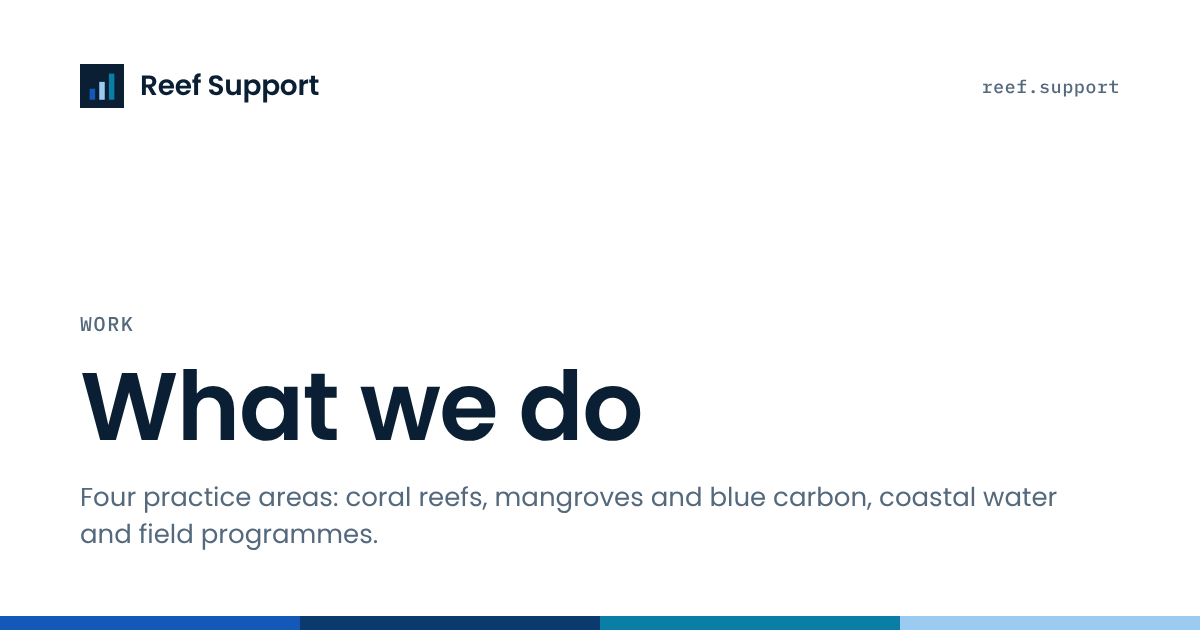 Reef Support
reef.support
WORK
What we do
Four practice areas: coral reefs, mangroves and blue carbon, coastal water
and field programmes.